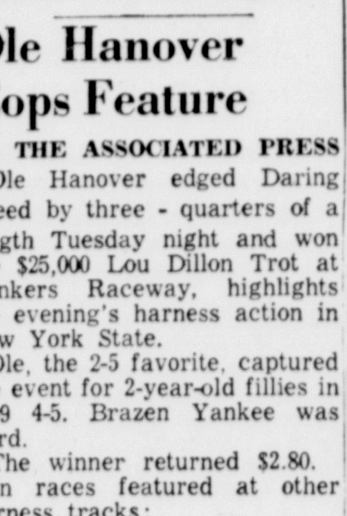 Ole Hanover
ops Feature
THE ASSOCIATED PRESS
Ole Hanover edged Daring
eed by three - quarters of a
gth Tuesday night and won
$25,000 Lou Dillon Trot at
nkers Raceway, highlights
evening's harness action in
w York State.
Ole, the 2-5 favorite, captured
event for 2-year-old fillies in
9 4-5. Brazen Yankee was
rd.
The winner returned $2.80.
n races featured at other
rness tracks: